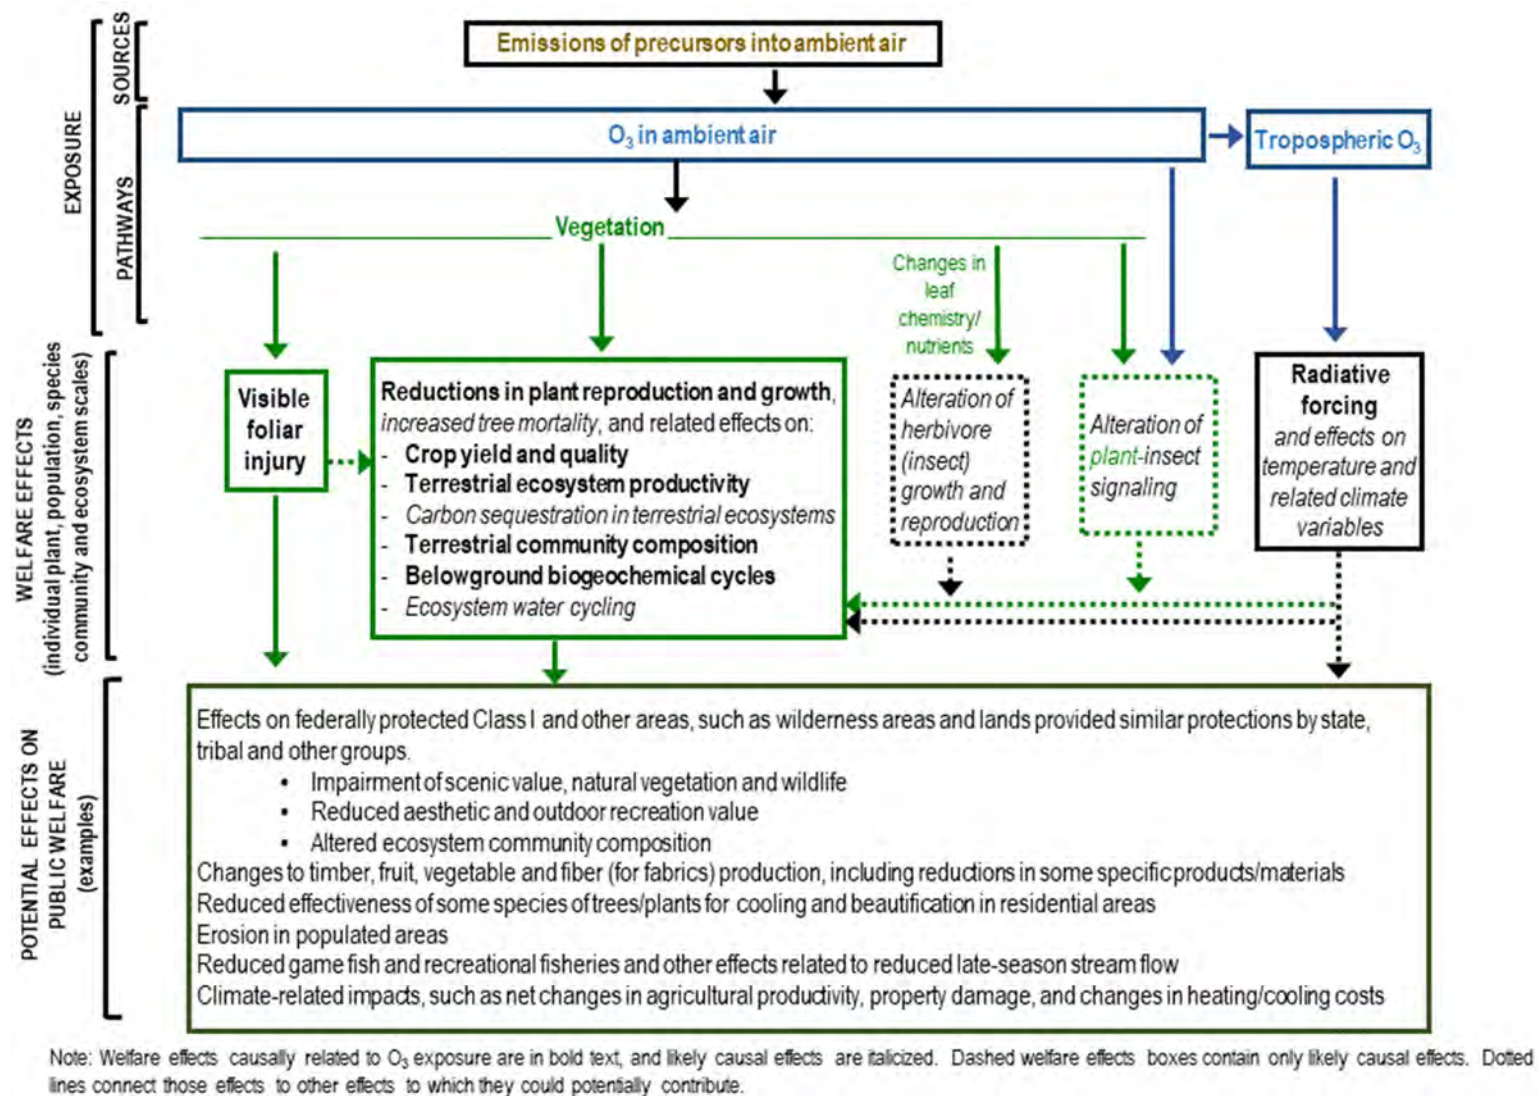 Emissions of precursors into ambient air
SOURCES
EXPOSURE
PATHWAYS
O₃ in ambient air
Tropospheric O₃
Vegetation
Changes in
leaf
chemistry/
nutrients
WELFARE EFFECTS
(individual plant, population, species
community and ecosystem scales)
Visible
foliar
injury
Reductions in plant reproduction and growth,
increased tree mortality, and related effects on:
- Crop yield and quality
- Terrestrial ecosystem productivity
- Carbon sequestration in terrestrial ecosystems
- Terrestrial community composition
- Belowground biogeochemical cycles
- Ecosystem water cycling
Alteration of
herbivore
(insect)
growth and
reproduction
Alteration of
plant-insect
signaling
Radiative
forcing
and effects on
temperature and
related climate
variables
POTENTIAL EFFECTS ON
PUBLIC WELFARE
(examples)
Effects on federally protected Class I and other areas, such as wilderness areas and lands provided similar protections by state,
tribal and other groups.
• Impairment of scenic value, natural vegetation and wildlife
• Reduced aesthetic and outdoor recreation value
• Altered ecosystem community composition
Changes to timber, fruit, vegetable and fiber (for fabrics) production, including reductions in some specific products/materials
Reduced effectiveness of some species of trees/plants for cooling and beautification in residential areas
Erosion in populated areas
Reduced game fish and recreational fisheries and other effects related to reduced late-season stream flow
Climate-related impacts, such as net changes in agricultural productivity, property damage, and changes in heating/cooling costs
Note: Welfare effects causally related to O₃ exposure are in bold text, and likely causal effects are italicized. Dashed welfare effects boxes contain only likely causal effects. Dotted
lines connect those effects to other effects to which they could potentially contribute.